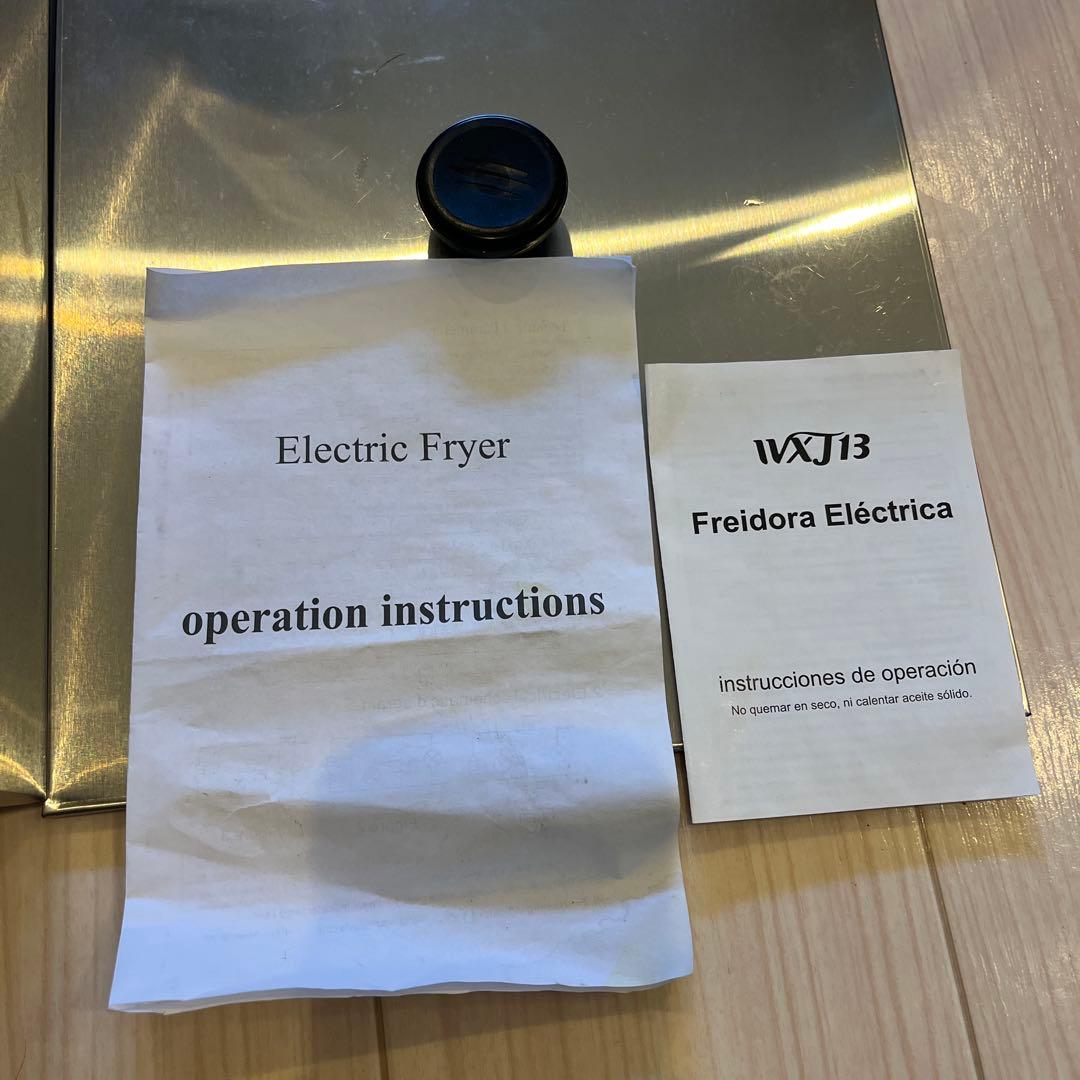 Electric Fryer
operation instructions
WXJ13
Freidora Eléctrica
instrucciones de operación
No quemar en seco, ni calentar aceite sólido.